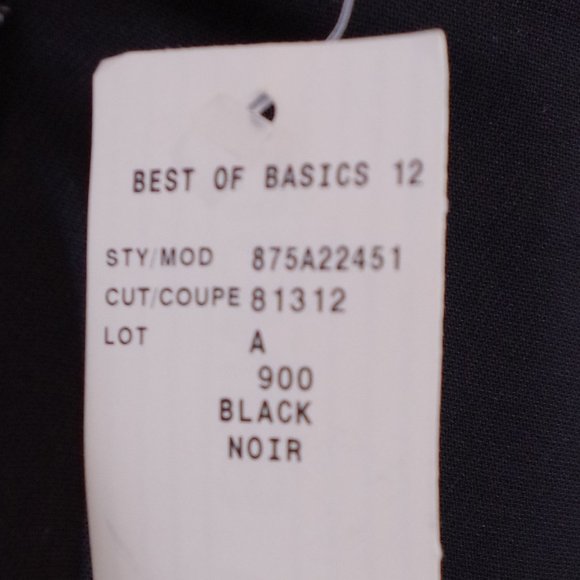 BEST OF BASICS 12
STY/MOD 875A22451
CUT/COUPE 81312
LOT A
900
BLACK
NOIR